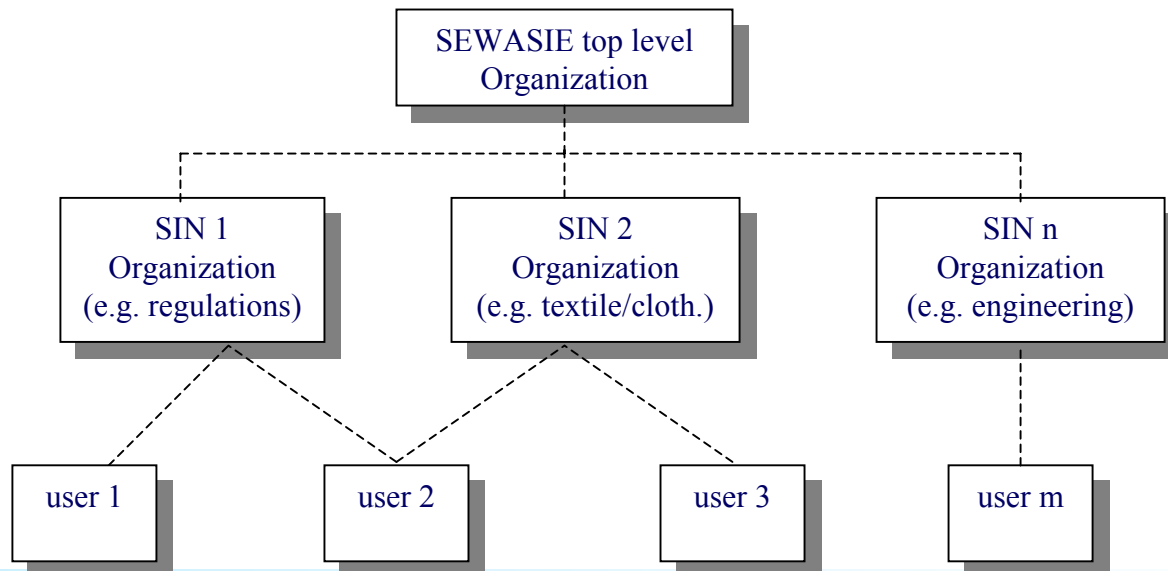 SEWASIE top level
Organization
SIN 1
Organization
(e.g. regulations)
SIN 2
Organization
(e.g. textile/cloth.)
SIN n
Organization
(e.g. engineering)
user 1
user 2
user 3
user m